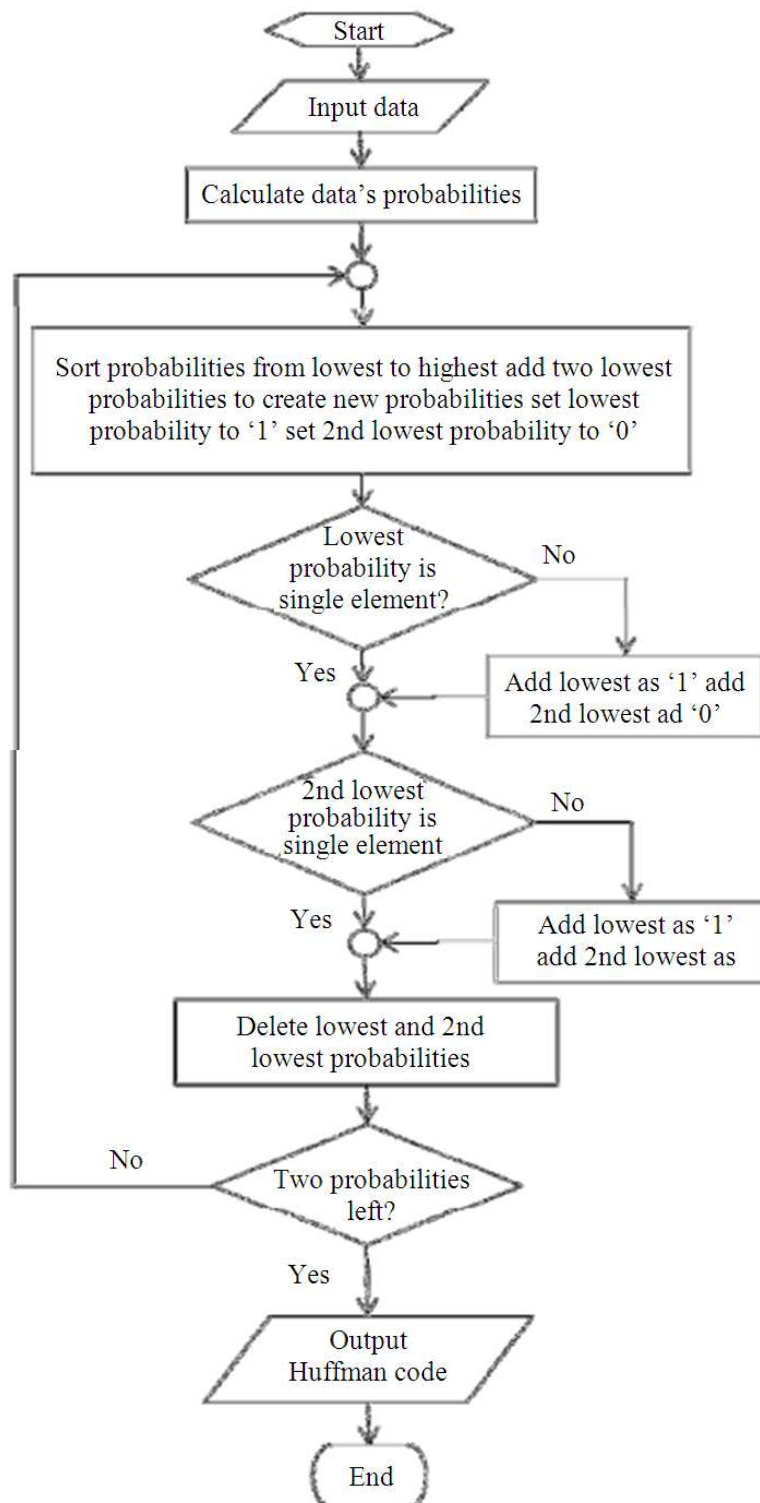 Start
Input data
Calculate data’s probabilities
Sort probabilities from lowest to highest add two lowest
probabilities to create new probabilities set lowest
probability to ‘1’ set 2nd lowest probability to ‘0’
Lowest
probability is
single element?
No
Yes
Add lowest as ‘1’ add
2nd lowest ad ‘0’
2nd lowest
probability is
single element
No
Yes
Add lowest as ‘1’
add 2nd lowest as
Delete lowest and 2nd
lowest probabilities
No
Two probabilities
left?
Yes
Output
Huffman code
End